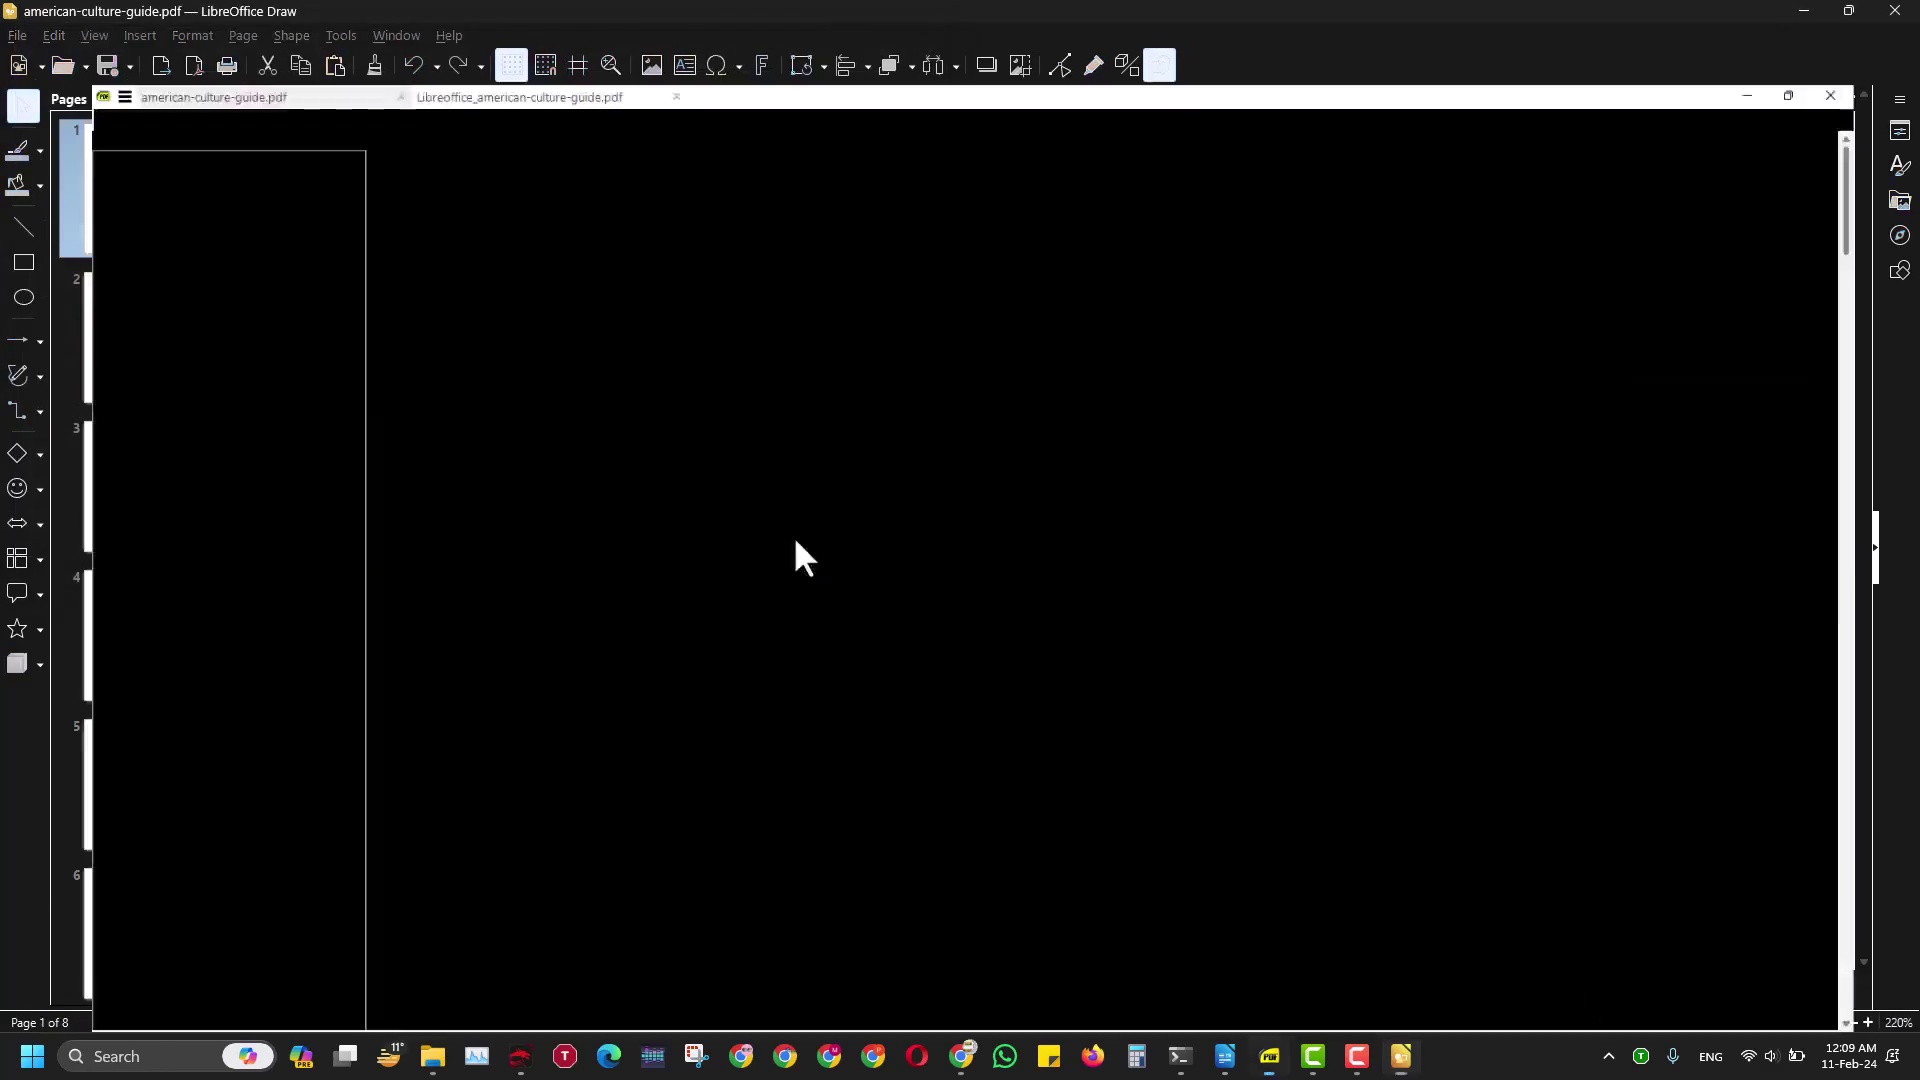 american-culture-guide.pdf — LibreOffice Draw
File Edit View Insert Format Page Shape Tools Window Help
Pages
american-culture-guide.pdf
Libreoffice_american-culture-guide.pdf
1
2
3
4
5
6
Page 1 of 8
220%
Search
PRE
11°
T
PDF
ENG
12:09 AM
11-Feb-24